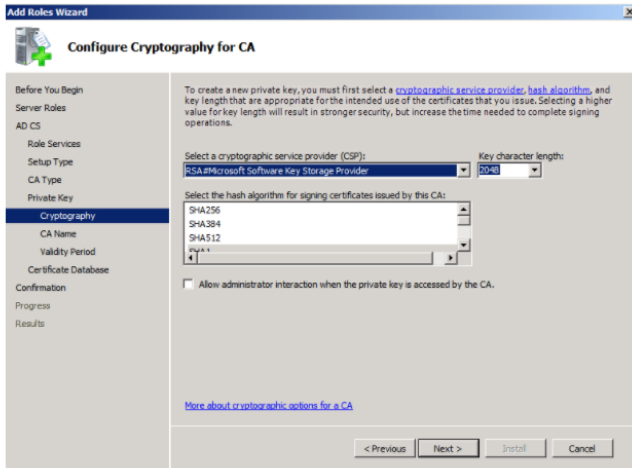 Add Roles Wizard
Configure Cryptography for CA
Before You Begin
Server Roles
AD CS
Role Services
Setup Type
CA Type
Private Key
Cryptography
CA Name
Validity Period
Certificate Database
Confirmation
Progress
Results
To create a new private key, you must first select a cryptographic service provider, hash algorithm, and
key length that are appropriate for the intended use of the certificates that you issue. Selecting a higher
value for key length will result in stronger security, but increase the time needed to complete signing
operations.
Select a cryptographic service provider (CSP):
Key character length:
RSA#Microsoft Software Key Storage Provider
2048
Select the hash algorithm for signing certificates issued by this CA:
SHA256
SHA384
SHA512
SHA1
Allow administrator interaction when the private key is accessed by the CA.
More about cryptographic options for a CA
< Previous
Next >
Install
Cancel